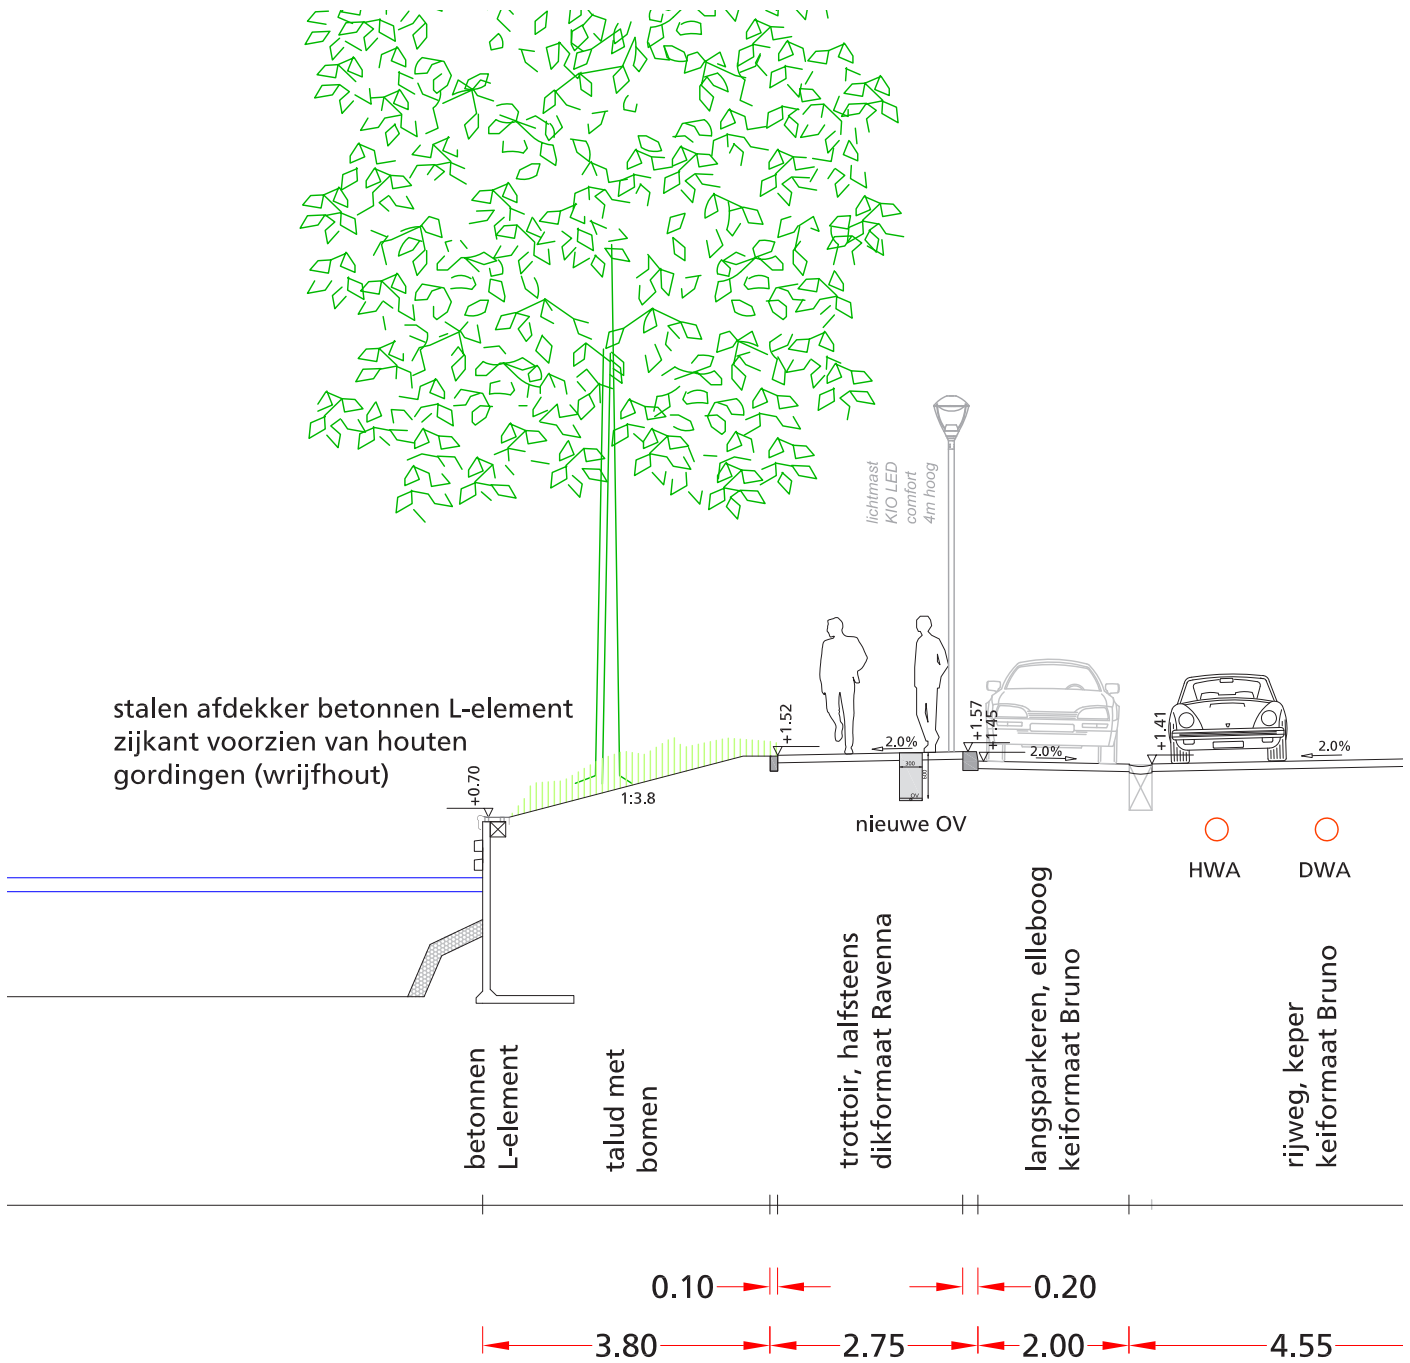 lichtmast
KIO LED
comfort
4m hoog
stalen afdekker betonnen L-element
zijkant voorzien van houten
gordingen (wrijfhout)
+0.70
1:3.8
+1.52
2.0%
300
600
OV
nieuwe OV
+1.57
+1.45
2.0%
+1.41
2.0%
HWA
DWA
betonnen
L-element
talud met
bomen
trottoir, halfsteens
dikformaat Ravenna
langsparkeren, elleboog
keiformaat Bruno
rijweg, keper
keiformaat Bruno
0.10
0.20
3.80
2.75
2.00
4.55